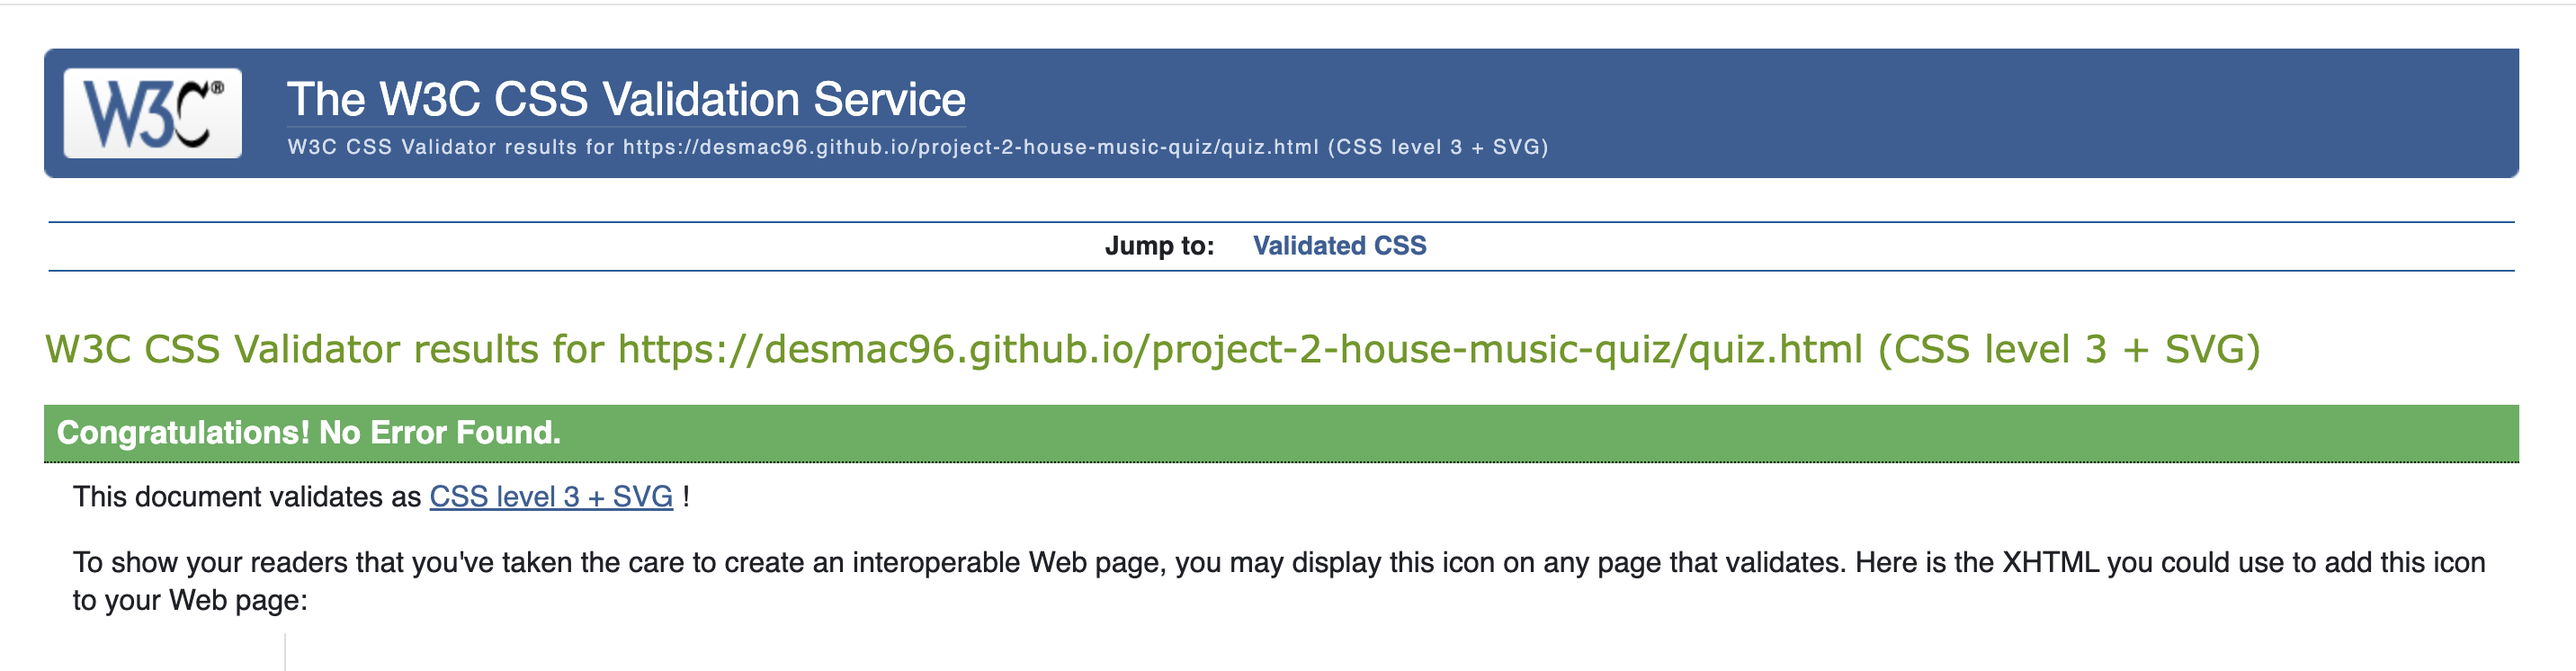 W3C®
The W3C CSS Validation Service
W3C CSS Validator results for https://desmac96.github.io/project-2-house-music-quiz/quiz.html (CSS level 3 + SVG)
Jump to: Validated CSS
W3C CSS Validator results for https://desmac96.github.io/project-2-house-music-quiz/quiz.html (CSS level 3 + SVG)
Congratulations! No Error Found.
This document validates as CSS level 3 + SVG !
To show your readers that you've taken the care to create an interoperable Web page, you may display this icon on any page that validates. Here is the XHTML you could use to add this icon
to your Web page: